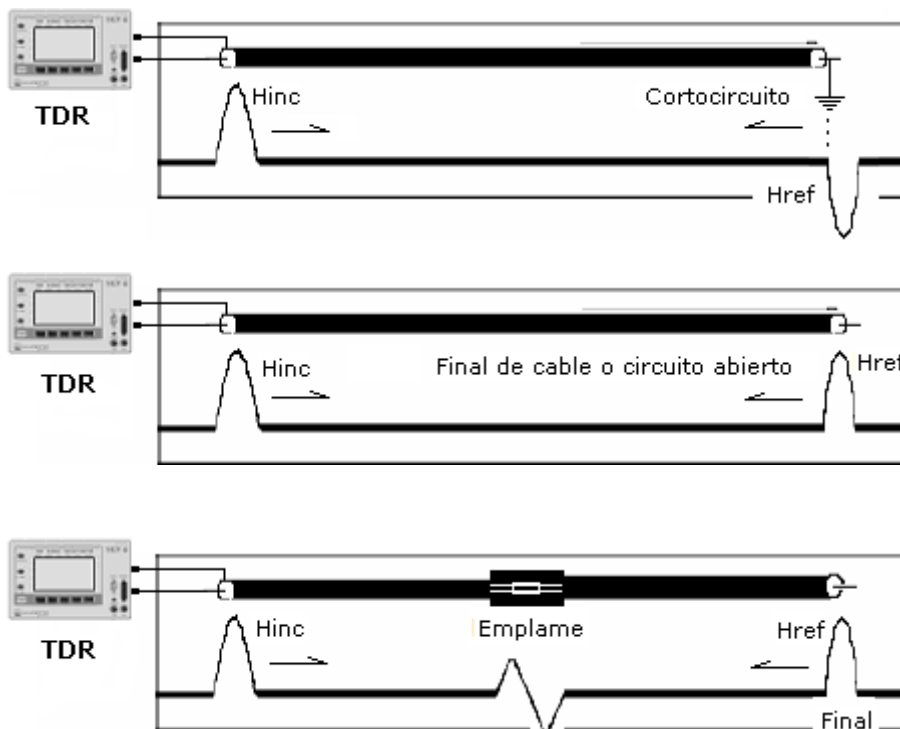 TDR
Hinc
Cortocircuito
Href
TDR
Hinc
Final de cable o circuito abierto
Href
TDR
Hinc
Emplame
Href
Final